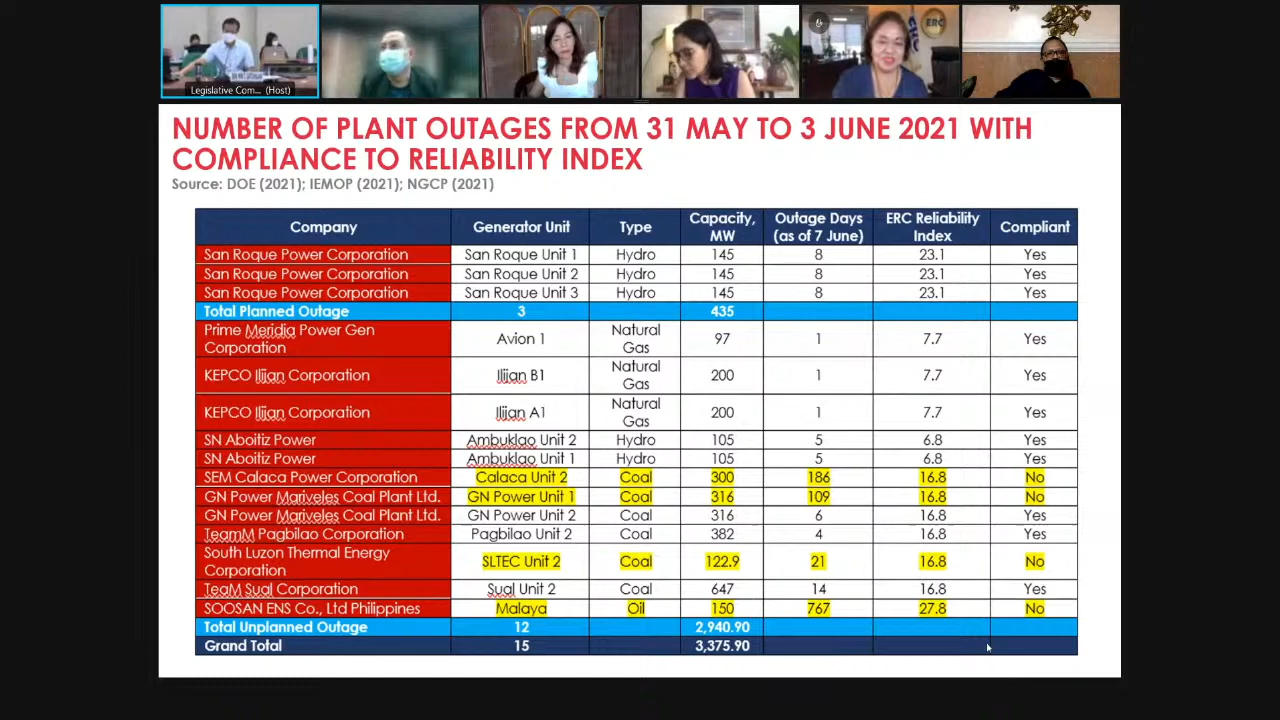 Legislative Com... (Host)
ERC
NUMBER OF PLANT OUTAGES FROM 31 MAY TO 3 JUNE 2021 WITH
COMPLIANCE TO RELIABILITY INDEX
Source: DOE (2021); IEMOP (2021); NGCP (2021)
Company Generator Unit Type Capacity, MW Outage Days (as of 7 June) ERC Reliability Index Compliant
San Roque Power Corporation San Roque Unit 1 Hydro 145 8 23.1 Yes
San Roque Power Corporation San Roque Unit 2 Hydro 145 8 23.1 Yes
San Roque Power Corporation San Roque Unit 3 Hydro 145 8 23.1 Yes
Total Planned Outage 3 435
Prime Meridia Power Gen Corporation Avion 1 Natural Gas 97 1 7.7 Yes
KEPCO Ilijan Corporation Ilijan B1 Natural Gas 200 1 7.7 Yes
KEPCO Ilijan Corporation Ilijan A1 Natural Gas 200 1 7.7 Yes
SN Aboitiz Power Ambuklao Unit 2 Hydro 105 5 6.8 Yes
SN Aboitiz Power Ambuklao Unit 1 Hydro 105 5 6.8 Yes
SEM Calaca Power Corporation Calaca Unit 2 Coal 300 186 16.8 No
GN Power Mariveles Coal Plant Ltd. GN Power Unit 1 Coal 316 109 16.8 No
GN Power Mariveles Coal Plant Ltd. GN Power Unit 2 Coal 316 6 16.8 Yes
TeamM Pagbilao Corporation Pagbilao Unit 2 Coal 382 4 16.8 Yes
South Luzon Thermal Energy Corporation SLTEC Unit 2 Coal 122.9 21 16.8 No
TeaM Sual Corporation Sual Unit 2 Coal 647 14 16.8 Yes
SOOSAN ENS Co., Ltd Philippines Malaya Oil 150 767 27.8 No
Total Unplanned Outage 12 2,940.90
Grand Total 15 3,375.90